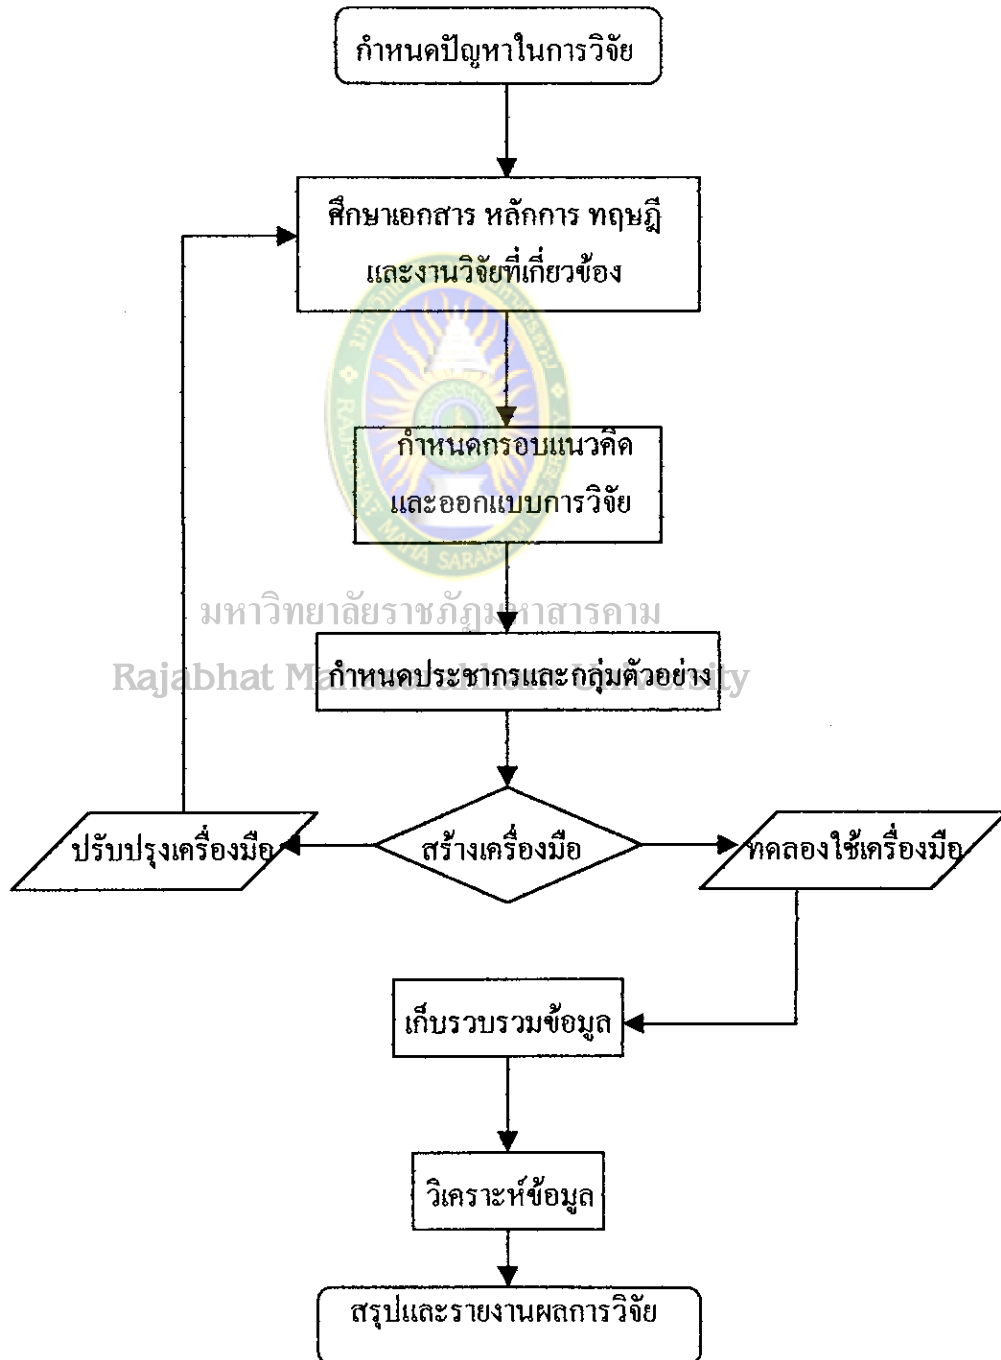 กำหนดปัญหาในการวิจัย
ศึกษาเอกสาร หลักการ ทฤษฎี
และงานวิจัยที่เกี่ยวข้อง
กำหนดกรอบแนวคิด
และออกแบบการวิจัย
RAJABHAT MAHA SARAKHAM
มหาวิทยาลัยราชภัฏมหาสารคาม
Rajabhat Mahasarakham University
กำหนดประชากรและกลุ่มตัวอย่าง
ปรับปรุงเครื่องมือ
สร้างเครื่องมือ
ทดลองใช้เครื่องมือ
เก็บรวบรวมข้อมูล
วิเคราะห์ข้อมูล
สรุปและรายงานผลการวิจัย